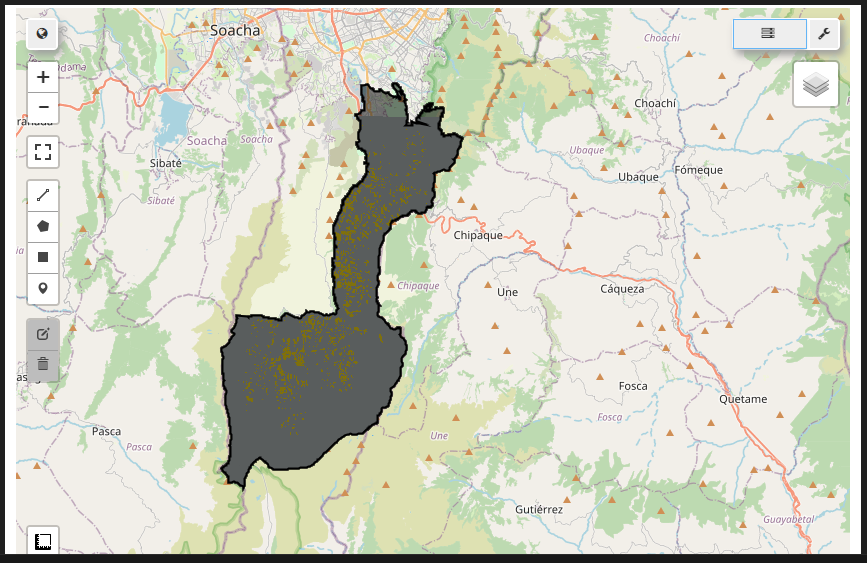 Soacha
Choachí
Choachí
Soacha
Soacha
Ubaque
Sibaté
Ubaque
Fómeque
Sibaté
Chipaque
Chipaque
Une
Cáqueza
Fosca
Quetame
Fosca
Pasca
Pasca
Une
Gutiérrez
Guayabetal